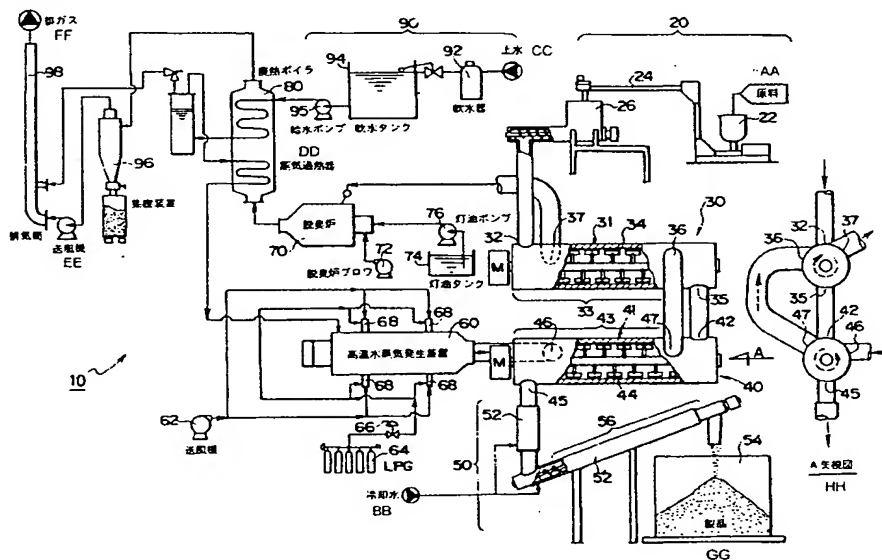 都ガス
FF
98
96
集塵装置
排気筒
送風機
EE
90
廃熱ボイラ
80
94
92
上水 CC
軟水器
95
給水ポンプ
軟水タンク
DD
蒸気過熱器
脱臭炉
70
72
脱臭炉ブロワ
76
灯油ポンプ
74
灯油タンク
20
24
26
AA
原料
22
30
31
34
37
32
36
M
33
35
42
43
41
47
46
44
45
A
40
68
68
60
高温水蒸気発生装置
68
68
M
10
62
送風機
66
64
LPG
50
52
56
52
54
冷却水
BB
製品
GG
32
37
36
35
42
47
46
45
A矢視図
HH